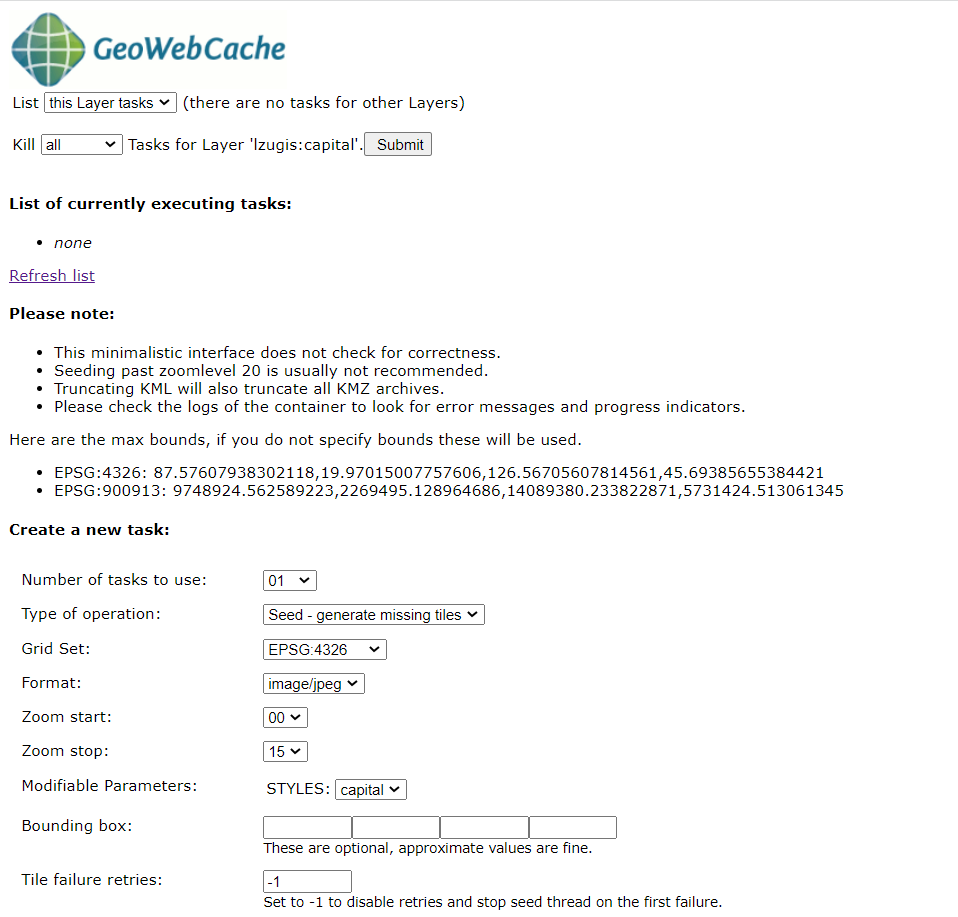 GeoWebCache
List this Layer tasks (there are no tasks for other Layers)
Kill all Tasks for Layer 'lzugis:capital'. Submit
List of currently executing tasks:
• none
Refresh list
Please note:
• This minimalistic interface does not check for correctness.
• Seeding past zoomlevel 20 is usually not recommended.
• Truncating KML will also truncate all KMZ archives.
• Please check the logs of the container to look for error messages and progress indicators.
Here are the max bounds, if you do not specify bounds these will be used.
• EPSG:4326: 87.57607938302118,19.97015007757606,126.56705607814561,45.69385655384421
• EPSG:900913: 9748924.562589223,2269495.128964686,14089380.233822871,5731424.513061345
Create a new task:
Number of tasks to use: 01
Type of operation: Seed - generate missing tiles
Grid Set: EPSG:4326
Format: image/jpeg
Zoom start: 00
Zoom stop: 15
Modifiable Parameters: STYLES: capital
Bounding box:
These are optional, approximate values are fine.
Tile failure retries: -1
Set to -1 to disable retries and stop seed thread on the first failure.